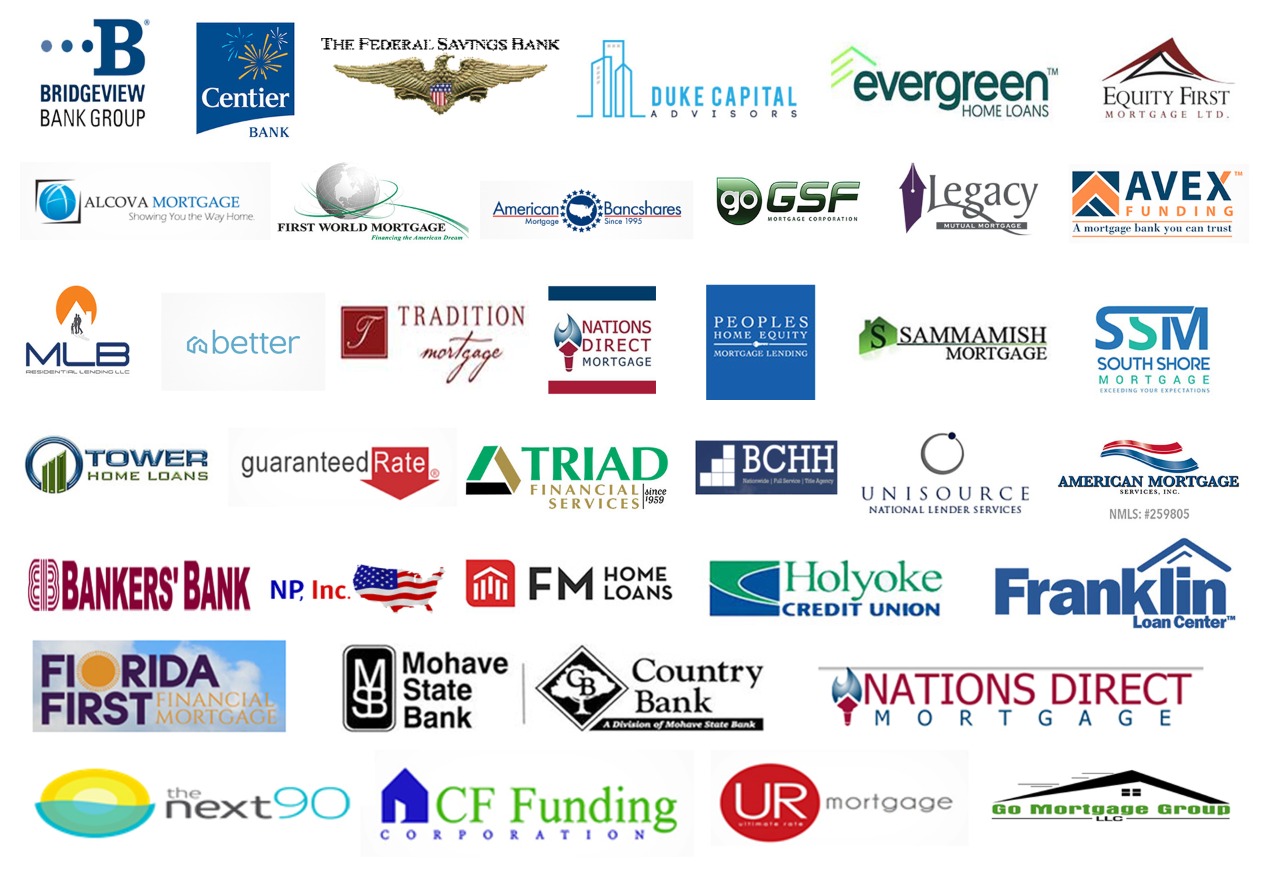 B®
BRIDGEVIEW
BANK GROUP
Centier
BANK
THE FEDERAL SAVINGS BANK
DUKE CAPITAL
ADVISORS
evergreen™
HOME LOANS
EQUITY FIRST
MORTGAGE LTD.
ALCOVA MORTGAGE
Showing You the Way Home.
FIRST WORLD MORTGAGE
Financing the American Dream
American Bancshares
Mortgage Since 1995
go GSF
MORTGAGE CORPORATION
Legacy
MUTUAL MORTGAGE
AVEX™
FUNDING
A mortgage bank you can trust
MLB
RESIDENTIAL LENDING LLC
better
T TRADITION
mortgage
NATIONS
DIRECT
MORTGAGE
PEOPLES
HOME EQUITY
MORTGAGE LENDING
S SAMMAMISH
MORTGAGE
SSM
SOUTH SHORE
MORTGAGE
EXCEEDING YOUR EXPECTATIONS
TOWER
HOME LOANS
guaranteed Rate®
TRIAD
FINANCIAL
SERVICES
since
1959
BCHH
Nationwide | Full Service | Title Agency
UNISOURCE
NATIONAL LENDER SERVICES
AMERICAN MORTGAGE
SERVICES, INC.
NMLS: #259805
BANKERS' BANK
NP, Inc.
FM HOME
LOANS
Holyoke
CREDIT UNION
Franklin
Loan Center™
FLORIDA
FIRST FINANCIAL
MORTGAGE
MSB
Mohave
State
Bank
CB
Country
Bank
A Division of Mohave State Bank
NATIONS DIRECT
MORTGAGE
the
next90
CF Funding
CORPORATION
UR mortgage
ultimate rate
Go Mortgage Group
LLC